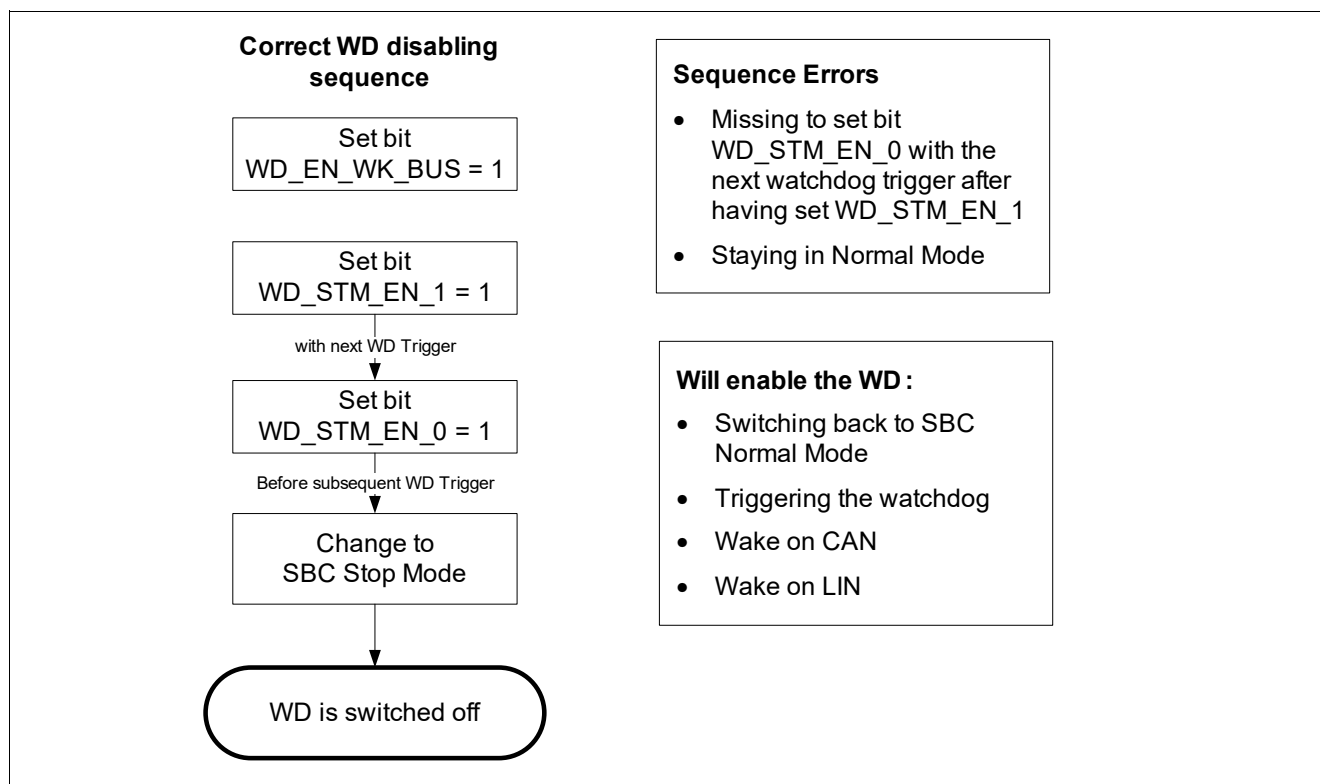 Correct WD disabling
sequence
Set bit
WD_EN_WK_BUS = 1
Set bit
WD_STM_EN_1 = 1
with next WD Trigger
Set bit
WD_STM_EN_0 = 1
Before subsequent WD Trigger
Change to
SBC Stop Mode
WD is switched off
Sequence Errors
• Missing to set bit
WD_STM_EN_0 with the
next watchdog trigger after
having set WD_STM_EN_1
• Staying in Normal Mode
Will enable the WD :
• Switching back to SBC
Normal Mode
• Triggering the watchdog
• Wake on CAN
• Wake on LIN